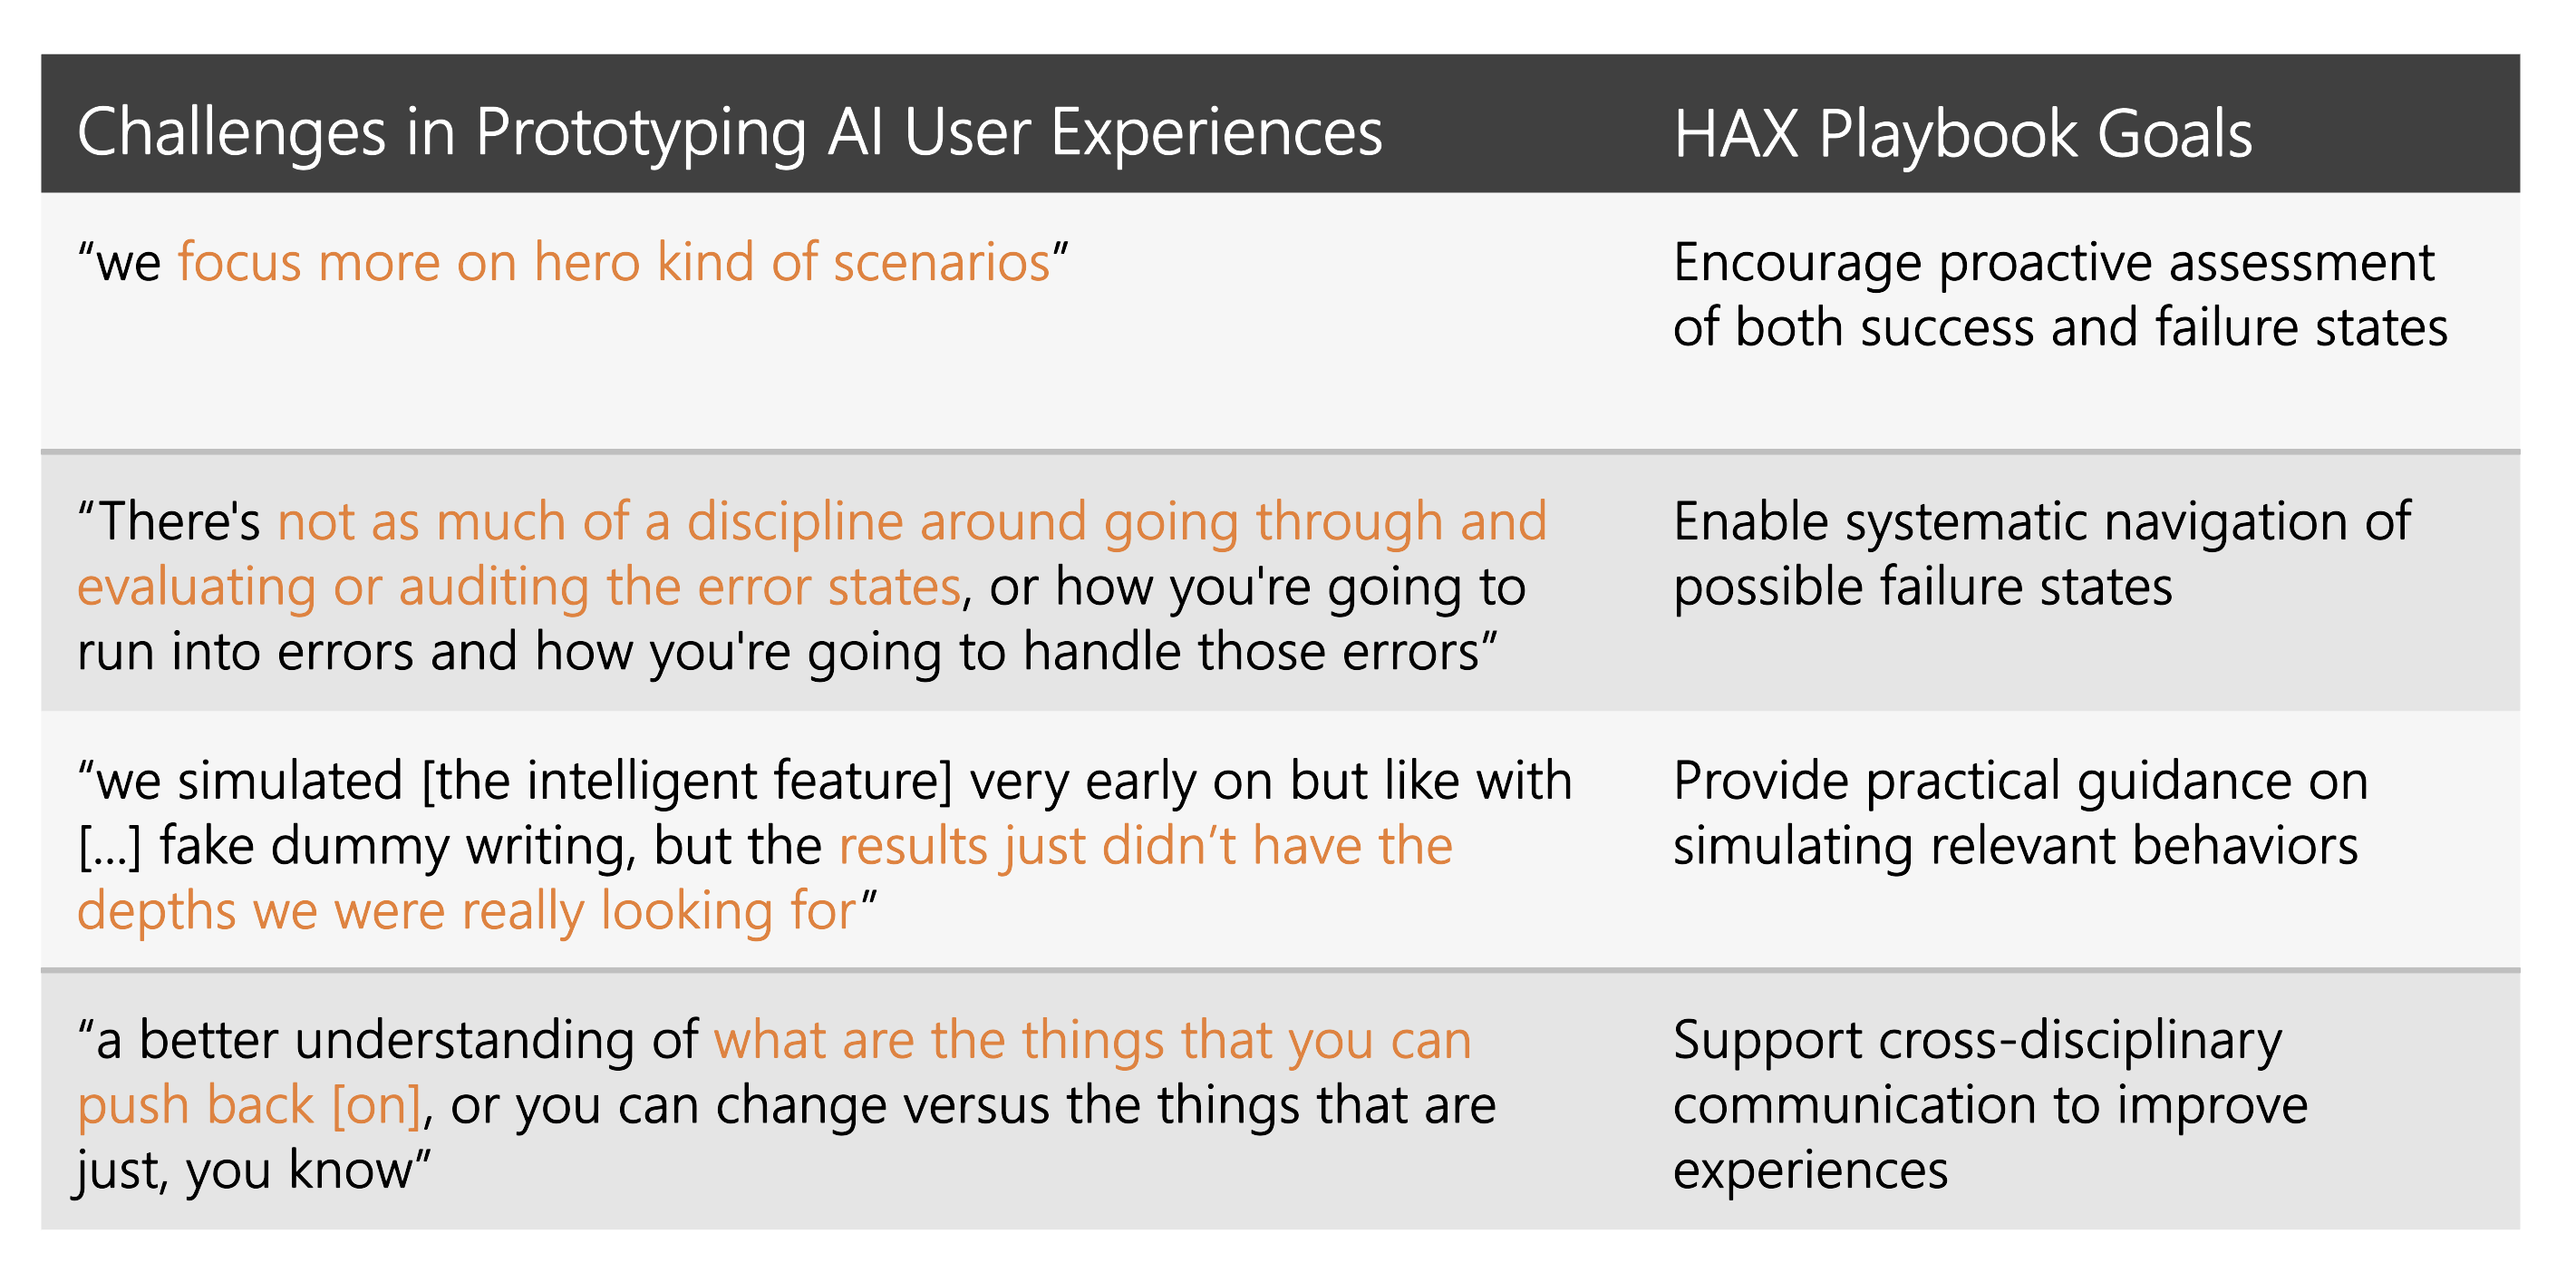 Challenges in Prototyping AI User Experiences
HAX Playbook Goals
“we focus more on hero kind of scenarios”
Encourage proactive assessment
of both success and failure states
“There's not as much of a discipline around going through and
evaluating or auditing the error states, or how you're going to
run into errors and how you're going to handle those errors”
Enable systematic navigation of
possible failure states
“we simulated [the intelligent feature] very early on but like with
[...] fake dummy writing, but the results just didn’t have the
depths we were really looking for”
Provide practical guidance on
simulating relevant behaviors
“a better understanding of what are the things that you can
push back [on], or you can change versus the things that are
just, you know”
Support cross-disciplinary
communication to improve
experiences